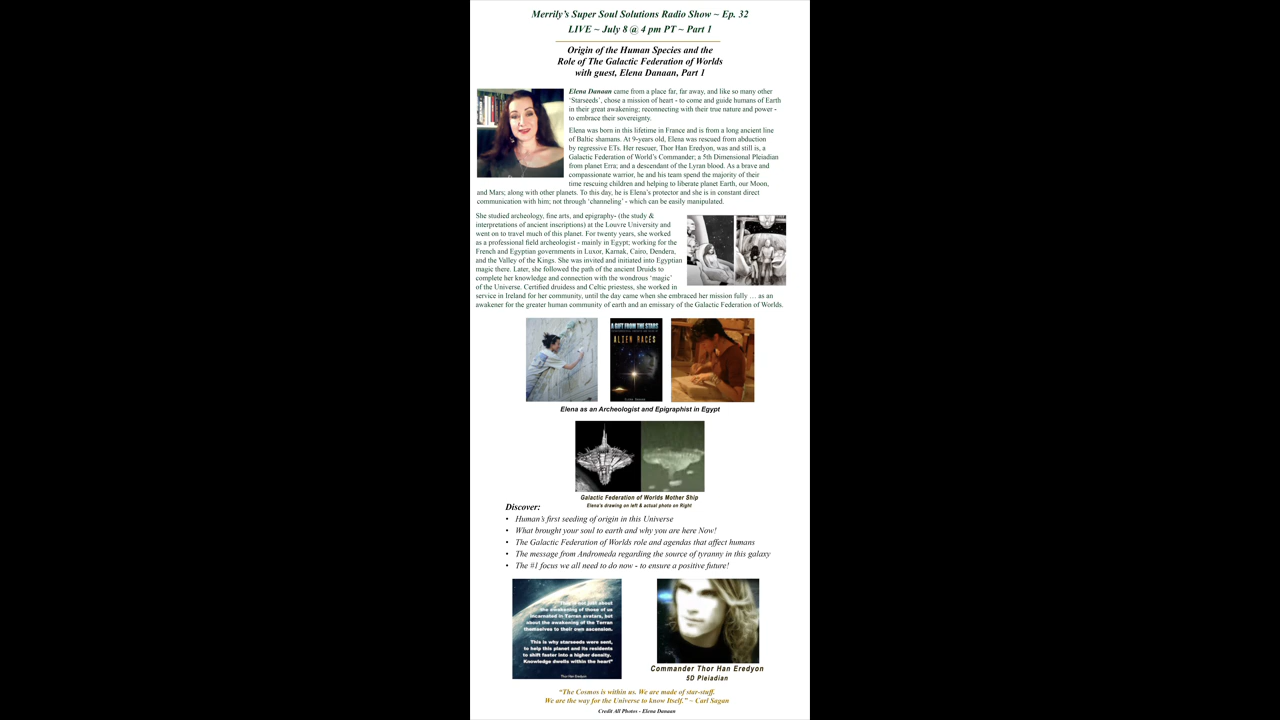 Merrily's Super Soul Solutions Radio Show ~ Ep. 32
LIVE ~ July 8 @ 4 pm PT ~ Part 1
Origin of the Human Species and the
Role of The Galactic Federation of Worlds
with guest, Elena Danaan, Part 1
Elena Danaan came from a place far, far away, and like so many other
'Starseeds', chose a mission of heart - to come and guide humans of Earth
in their great awakening; reconnecting with their true nature and power -
to embrace their sovereignty.
Elena was born in this lifetime in France and is from a long ancient line
of Baltic shamans. At 9-years old, Elena was rescued from abduction
by regressive ETs. Her rescuer, Thor Han Eredyon, was and still is, a
Galactic Federation of World's Commander; a 5th Dimensional Pleiadian
from planet Erra; and a descendant of the Lyran blood. As a brave and
compassionate warrior, he and his team spend the majority of their
time rescuing children and helping to liberate planet Earth, our Moon,
and Mars; along with other planets. To this day, he is Elena's protector and she is in constant direct
communication with him; not through 'channeling' - which can be easily manipulated.
She studied archeology, fine arts, and epigraphy- (the study &
interpretations of ancient inscriptions) at the Louvre University and
went on to travel much of this planet. For twenty years, she worked
as a professional field archeologist - mainly in Egypt; working for the
French and Egyptian governments in Luxor, Karnak, Cairo, Dendera,
and the Valley of the Kings. She was invited and initiated into Egyptian
magic there. Later, she followed the path of the ancient Druids to
complete her knowledge and connection with the wondrous 'magic'
of the Universe. Certified druidess and Celtic priestess, she worked in
service in Ireland for her community, until the day came when she embraced her mission fully … as an
awakener for the greater human community of earth and an emissary of the Galactic Federation of Worlds.
A GIFT FROM THE STARS
ALIEN RACES
Elena Danaan
Elena as an Archeologist and Epigraphist in Egypt
Galactic Federation of Worlds Mother Ship
Elena's drawing on left & actual photo on Right
Discover:
• Human's first seeding of origin in this Universe
• What brought your soul to earth and why you are here Now!
• The Galactic Federation of Worlds role and agendas that affect humans
• The message from Andromeda regarding the source of tyranny in this galaxy
• The #1 focus we all need to do now - to ensure a positive future!
not just about
the awakening of those of us
incarnated in Terran avatars, but
about the awakening of the Terran
themselves to their own ascension.
This is why starseeds were sent,
to help this planet and its residents
to shift faster into a higher density.
Knowledge dwells within the heart"
Thor Han Eredyon
Commander Thor Han Eredyon
5D Pleiadian
"The Cosmos is within us. We are made of star-stuff.
We are the way for the Universe to know Itself." ~ Carl Sagan
Credit All Photos - Elena Danaan